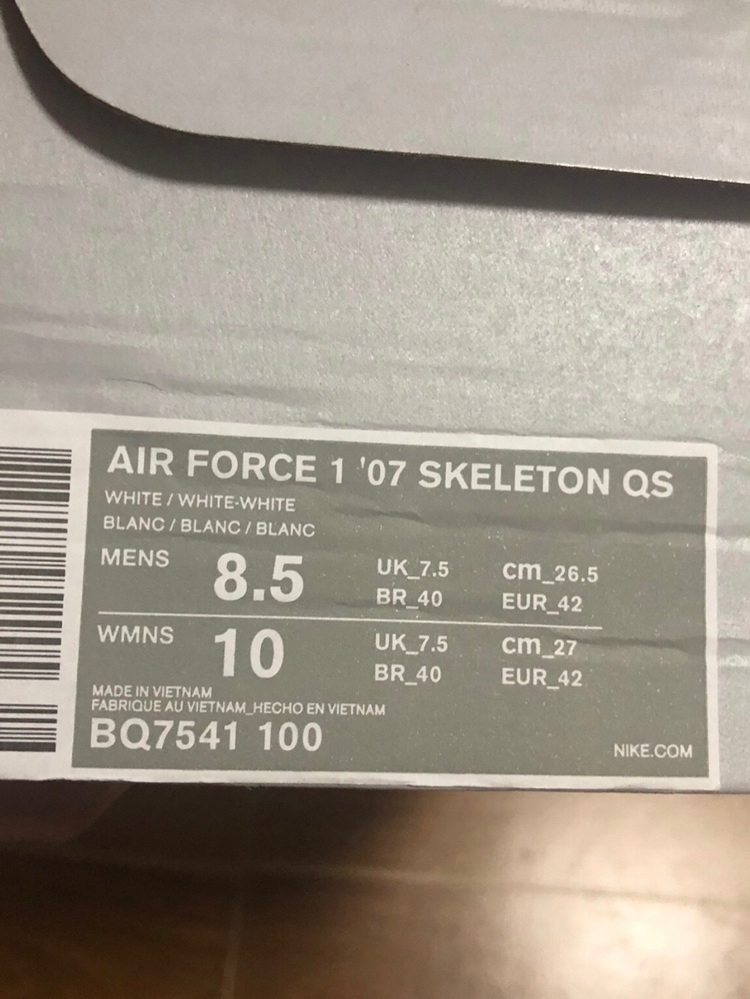 AIR FORCE 1 '07 SKELETON QS
WHITE / WHITE-WHITE
BLANC / BLANC / BLANC
MENS 8.5 UK_7.5 cm_26.5
BR_40 EUR_42
WMNS 10 UK_7.5 cm_27
BR_40 EUR_42
MADE IN VIETNAM
FABRIQUE AU VIETNAM_HECHO EN VIETNAM
BQ7541 100 NIKE.COM